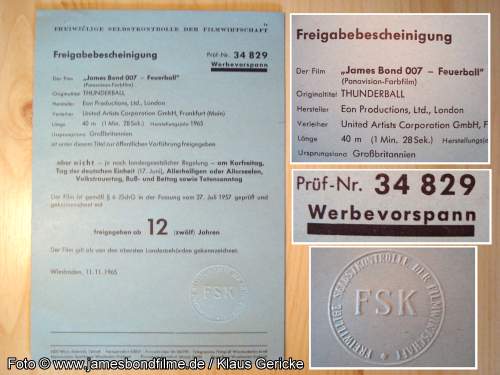 FREIWILLIGE SELBSTKONTROLLE DER FILMWIRTSCHAFT
Freigabebescheinigung
Prüf-Nr. 34 829
Werbevorspann
Der Film „James Bond 007 – Feuerball"
(Panavision-Farbfilm)
Originaltitel THUNDERBALL
Hersteller Eon Productions, Ltd., London
Verleiher United Artists Corporation GmbH, Frankfurt (Main)
Länge 40 m (1 Min. 28 Sek.) Herstellungsjahr 1965
Ursprungsland Großbritannien
ist unter diesem Titel zur öffentlichen Vorführung freigegeben
aber nicht – je nach landesgesetzlicher Regelung – am Karfreitag,
Tag der deutschen Einheit (17. Juni), Allerheiligen oder Allerseelen,
Volkstrauertag, Buß- und Bettag sowie Totensonntag
Der Film ist gemäß § 6 JSchG in der Fassung vom 27. Juli 1957 geprüft und
gekennzeichnet mit
freigegeben ab 12 (zwölf) Jahren
Der Film gilt als von den obersten Landesbehörden gekennzeichnet.
Wiesbaden, 11.11.1965
FSK
Freigabebescheinigung
Der Film „James Bond 007 – Feuerball"
(Panavision-Farbfilm)
Originaltitel THUNDERBALL
Hersteller Eon Productions, Ltd., London
Verleiher United Artists Corporation GmbH, F
Länge 40 m (1 Min. 28 Sek.) Herstellungsj
Ursprungsland Großbritannien
Prüf-Nr. 34 829
Werbevorspann
FREIWILLIGE SELBSTKONTROLLE DER FILMWIRTSCHAFT
FSK
Foto © www.jamesbondfilme.de / Klaus Gericke